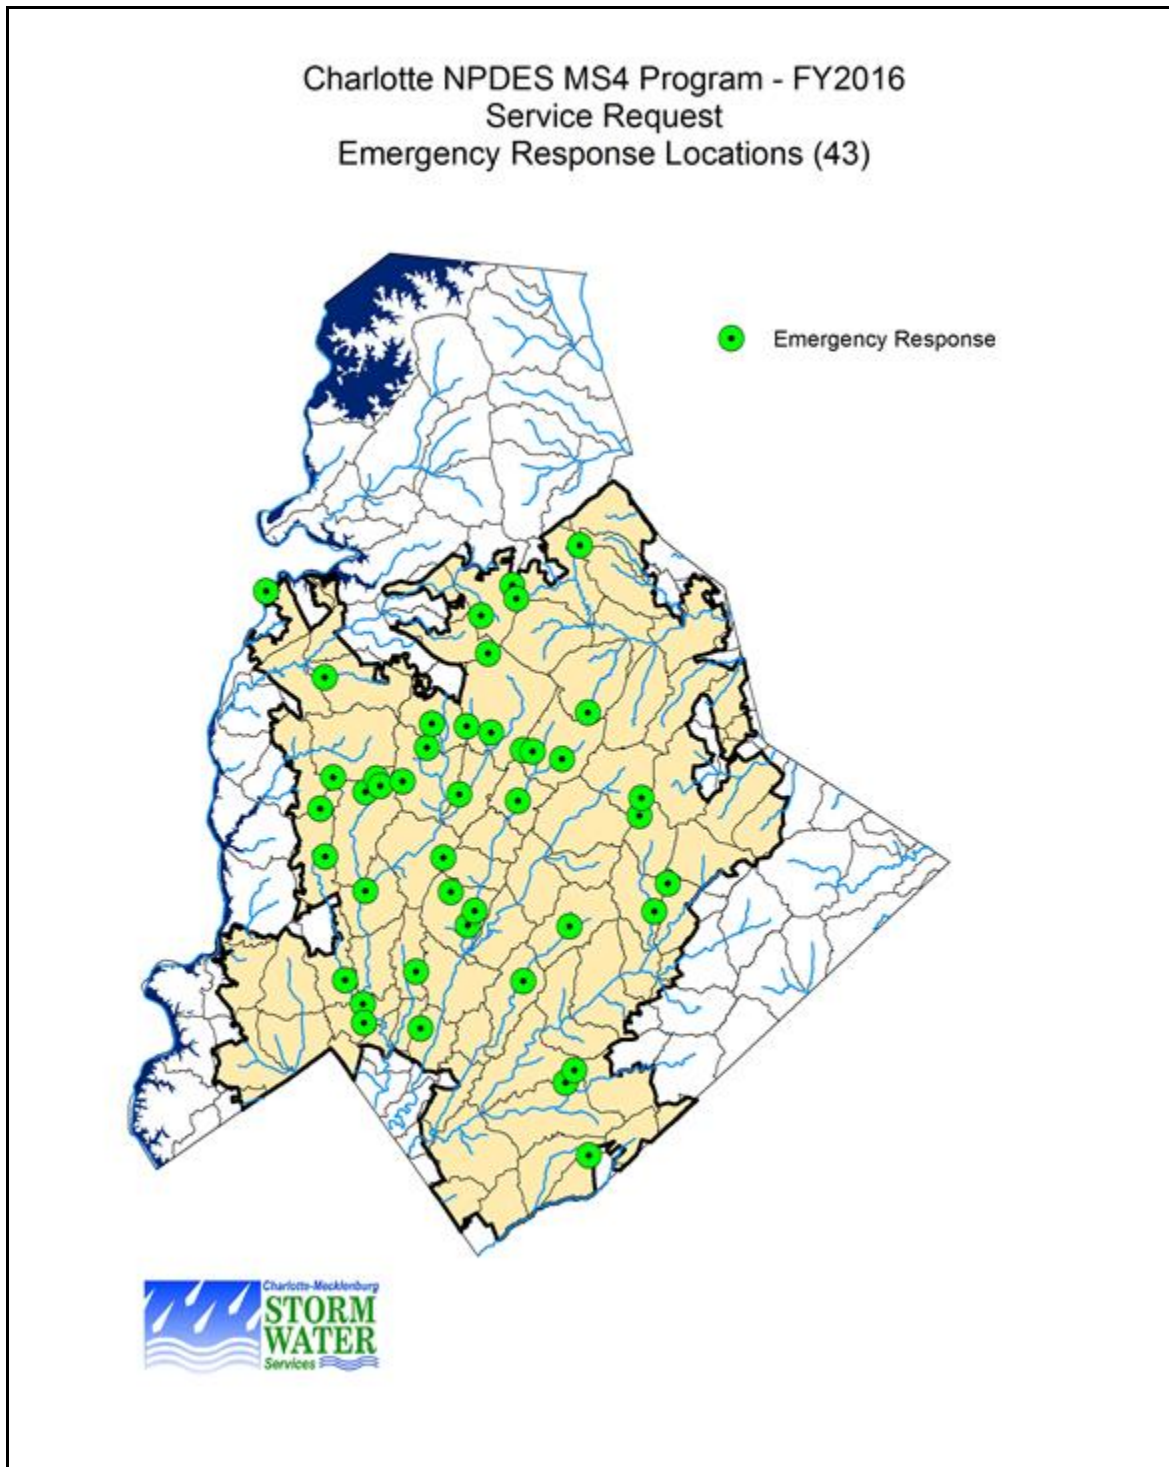 Charlotte NPDES MS4 Program - FY2016
Service Request
Emergency Response Locations (43)
Emergency Response
Charlotte-Mecklenburg
STORM
WATER
Services